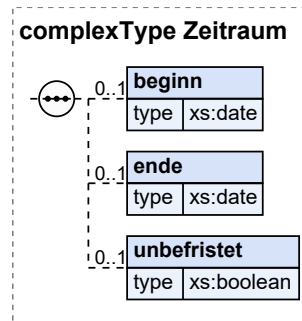 complexType Zeitraum
0..1 beginn
type xs:date
0..1 ende
type xs:date
0..1 unbefristet
type xs:boolean